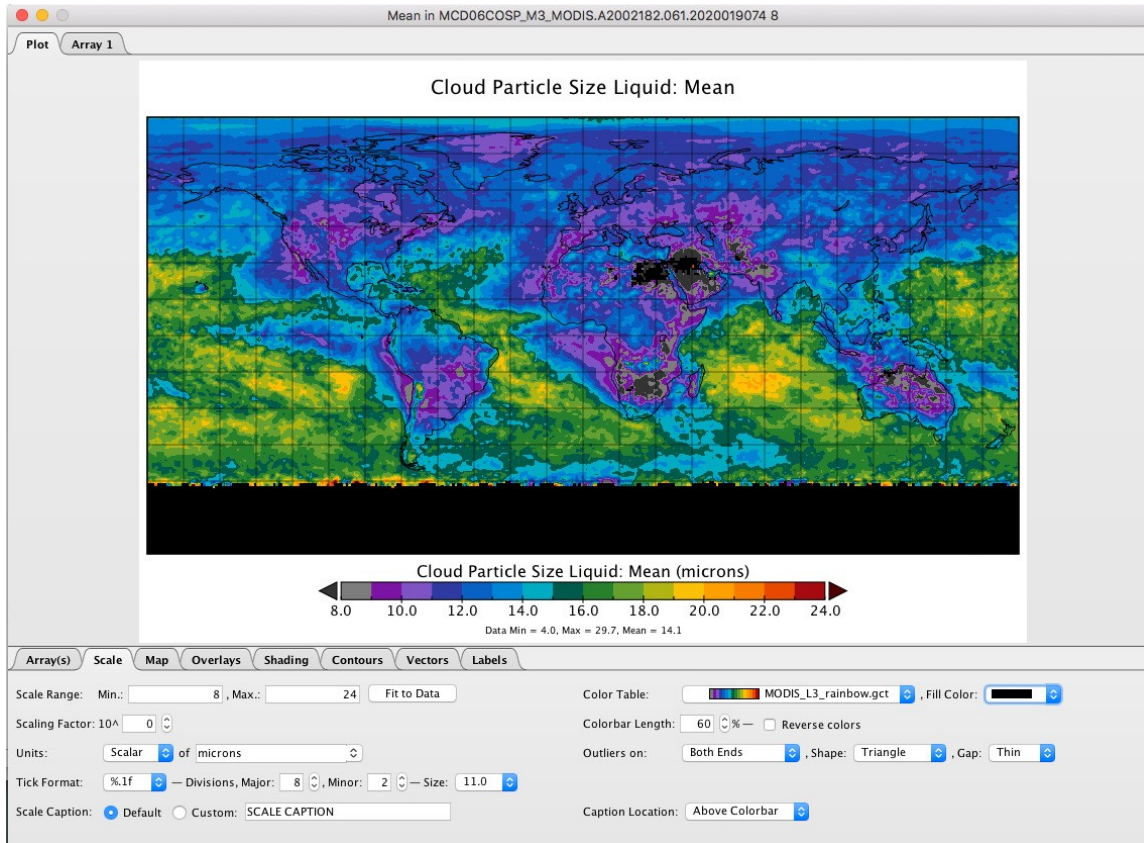 Mean in MCD06COSP_M3_MODIS.A2002182.061.2020019074 8
Plot Array 1
Cloud Particle Size Liquid: Mean
Cloud Particle Size Liquid: Mean (microns)
8.0 10.0 12.0 14.0 16.0 18.0 20.0 22.0 24.0
Data Min = 4.0, Max = 29.7, Mean = 14.1
Array(s) Scale Map Overlays Shading Contours Vectors Labels
Scale Range: Min.: 8 , Max.: 24 Fit to Data Color Table: MODIS_L3_rainbow.gct , Fill Color:
Scaling Factor: 10^ 0 Colorbar Length: 60 % — Reverse colors
Units: Scalar of microns Outliers on: Both Ends , Shape: Triangle , Gap: Thin
Tick Format: %.1f — Divisions, Major: 8 , Minor: 2 — Size: 11.0
Scale Caption: Default Custom: SCALE CAPTION Caption Location: Above Colorbar